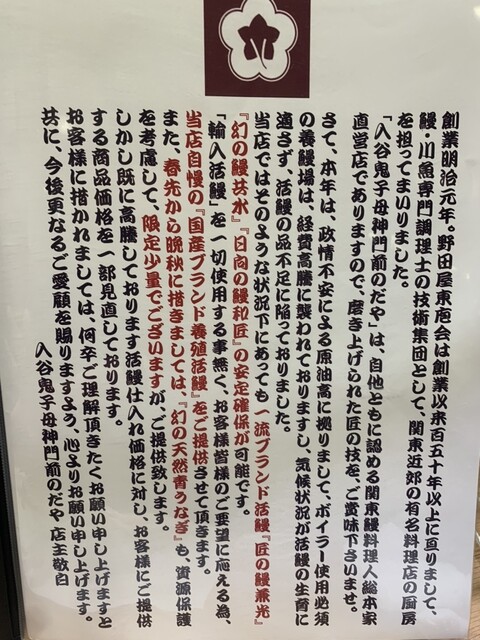 創業明治元年。野田屋東庖会は創業以来百五十年以上に亘りまして、
鰻・川魚専門調理士の技術集団として、関東近郊の有名料理店の厨房
を担ってまいりました。
「入谷鬼子母神門前のだや」は、自他ともに認める関東鰻料理人総本家
直営店でありますので、磨き上げられた匠の技を、ご賞味下さいませ。
さて、本年は、政情不安による原油高に拠りまして、ボイラー使用必須
の養鰻場は、経費高騰に襲われておりますし、気候状況が活鰻の生育に
適さず、活鰻の品不足に陥っておりました。
当店ではそのような状況下にあっても一流ブランド活鰻『匠の鰻兼光』
『幻の鰻共水』『日向の鰻和匠』の安定確保が可能です。
「輸入活鰻」を一切使用する事無く、お客様皆様のご要望に応える為、
当店自慢の『国産ブランド養殖活鰻』をご提供させて頂きます。
また、春先から晩秋に描きましては、『幻の天然青うなぎ』も、資源保護
を考慮して、限定少量でございますが、ご提供致します。
しかし既に高騰しております活鰻仕入れ価格に対し、お客様にご提供
する商品価格を一部見直しております。
お客様に描かれましては、何卒ご理解頂きたくお願い申し上げますと
共に、今後更なるご愛顧を賜りますよう、心よりお願い申し上げます。
入谷鬼子母神門前のだや 店主敬白